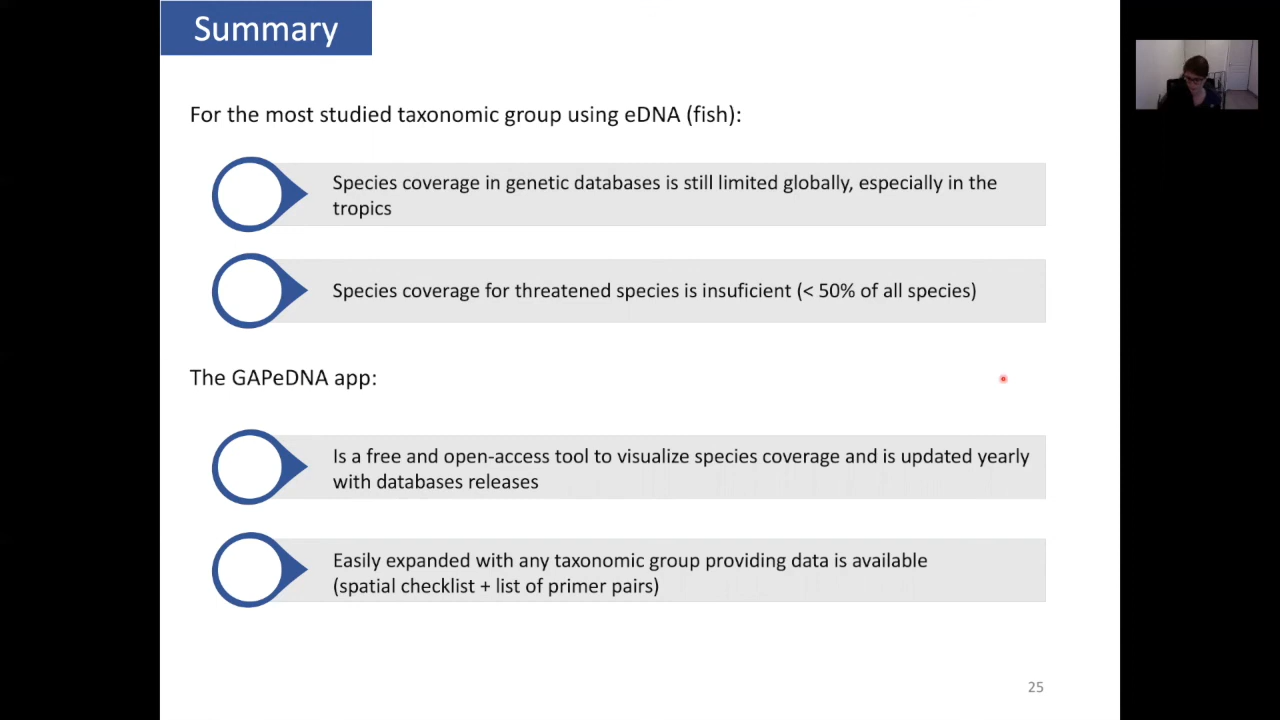 Summary
For the most studied taxonomic group using eDNA (fish):
Species coverage in genetic databases is still limited globally, especially in the
tropics
Species coverage for threatened species is insuficient (< 50% of all species)
The GAPeDNA app:
Is a free and open-access tool to visualize species coverage and is updated yearly
with databases releases
Easily expanded with any taxonomic group providing data is available
(spatial checklist + list of primer pairs)
25